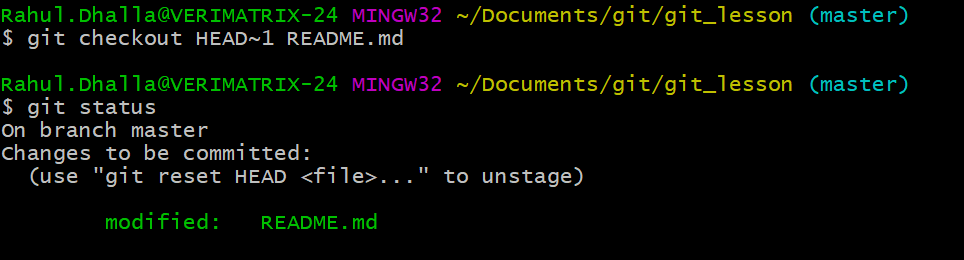 Rahul.Dhalla@VERIMATRIX-24 MINGW32 ~/Documents/git/git_lesson (master)
$ git checkout HEAD~1 README.md
Rahul.Dhalla@VERIMATRIX-24 MINGW32 ~/Documents/git/git_lesson (master)
$ git status
On branch master
Changes to be committed:
  (use "git reset HEAD <file>..." to unstage)
        modified:   README.md